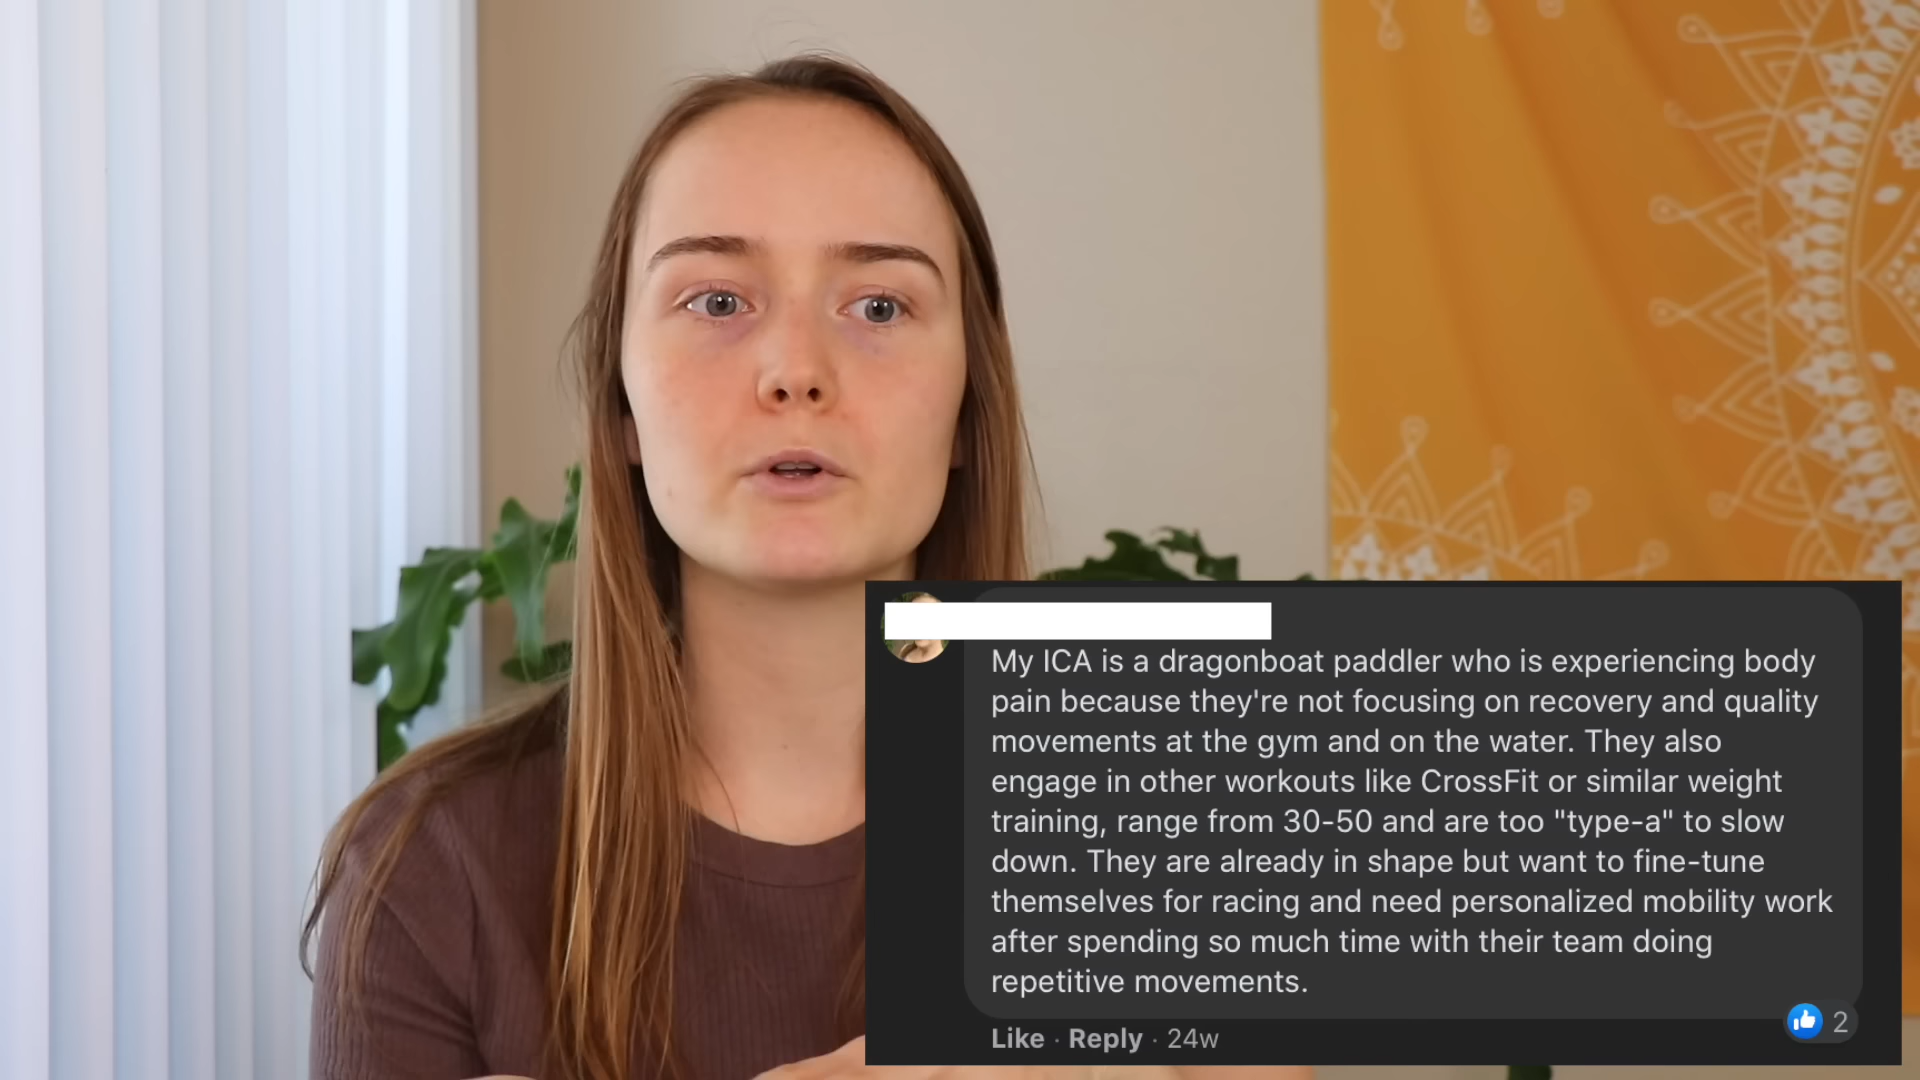 My ICA is a dragonboat paddler who is experiencing body
pain because they're not focusing on recovery and quality
movements at the gym and on the water. They also
engage in other workouts like CrossFit or similar weight
training, range from 30-50 and are too "type-a" to slow
down. They are already in shape but want to fine-tune
themselves for racing and need personalized mobility work
after spending so much time with their team doing
repetitive movements.
2
Like · Reply · 24w